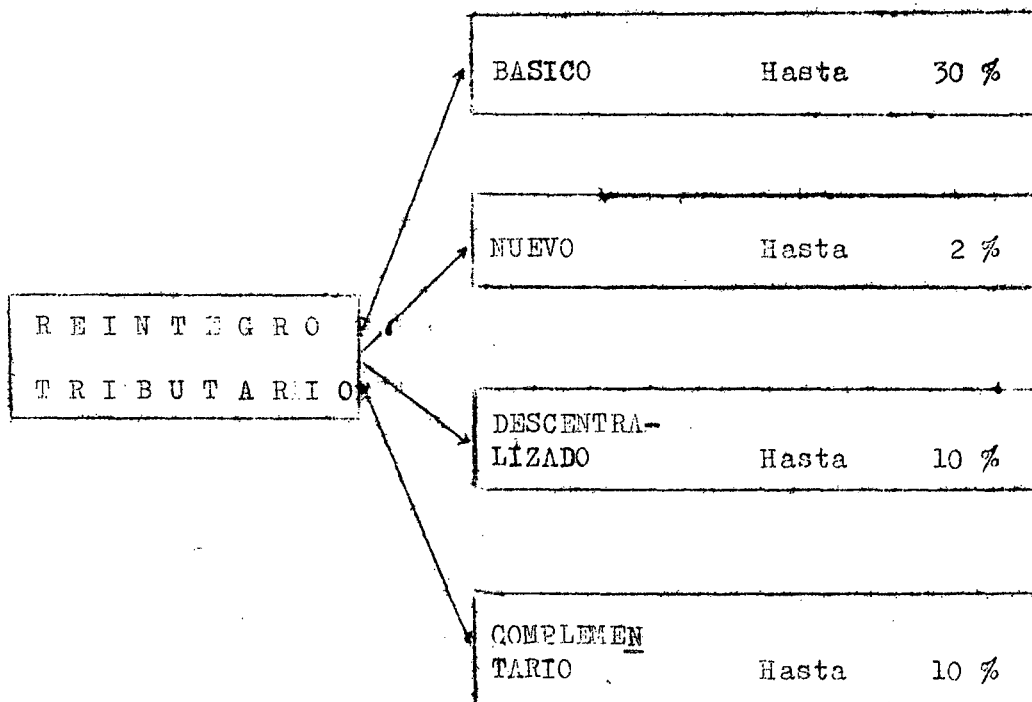 BASICO Hasta 30 %
NUEVO Hasta 2 %
R E I N T E G R O
T R I B U T A R I O
DESCENTRA-
LIZADO Hasta 10 %
COMPLEMEN
TARIO Hasta 10 %